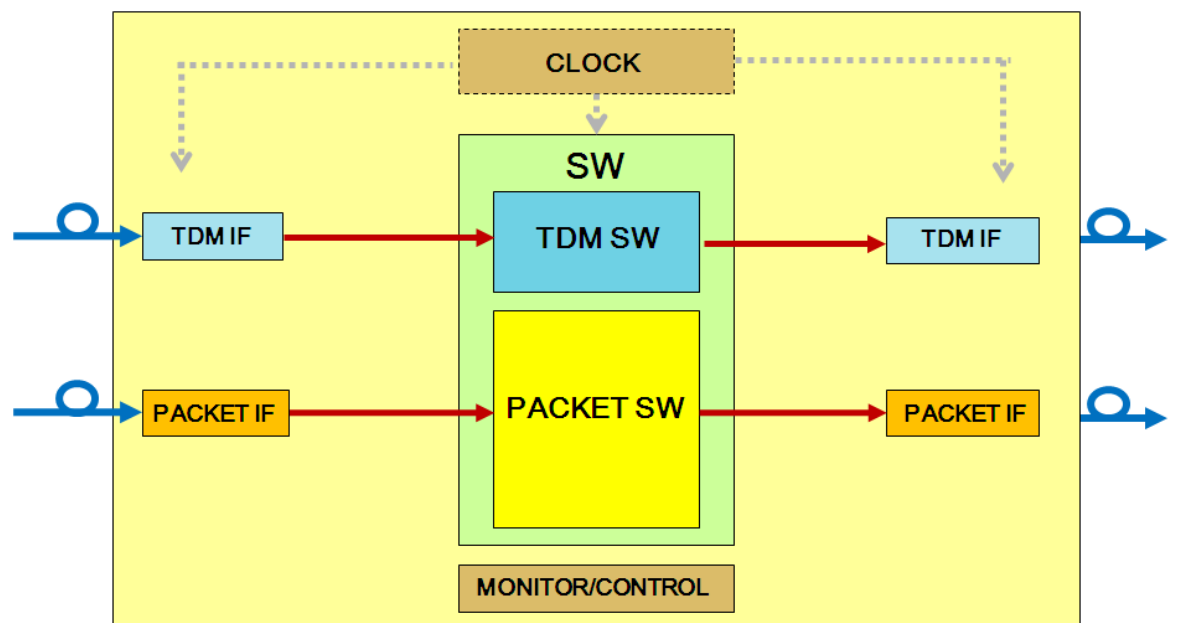 CLOCK
SW
TDM IF
TDM SW
TDM IF
PACKET IF
PACKET SW
PACKET IF
MONITOR/CONTROL